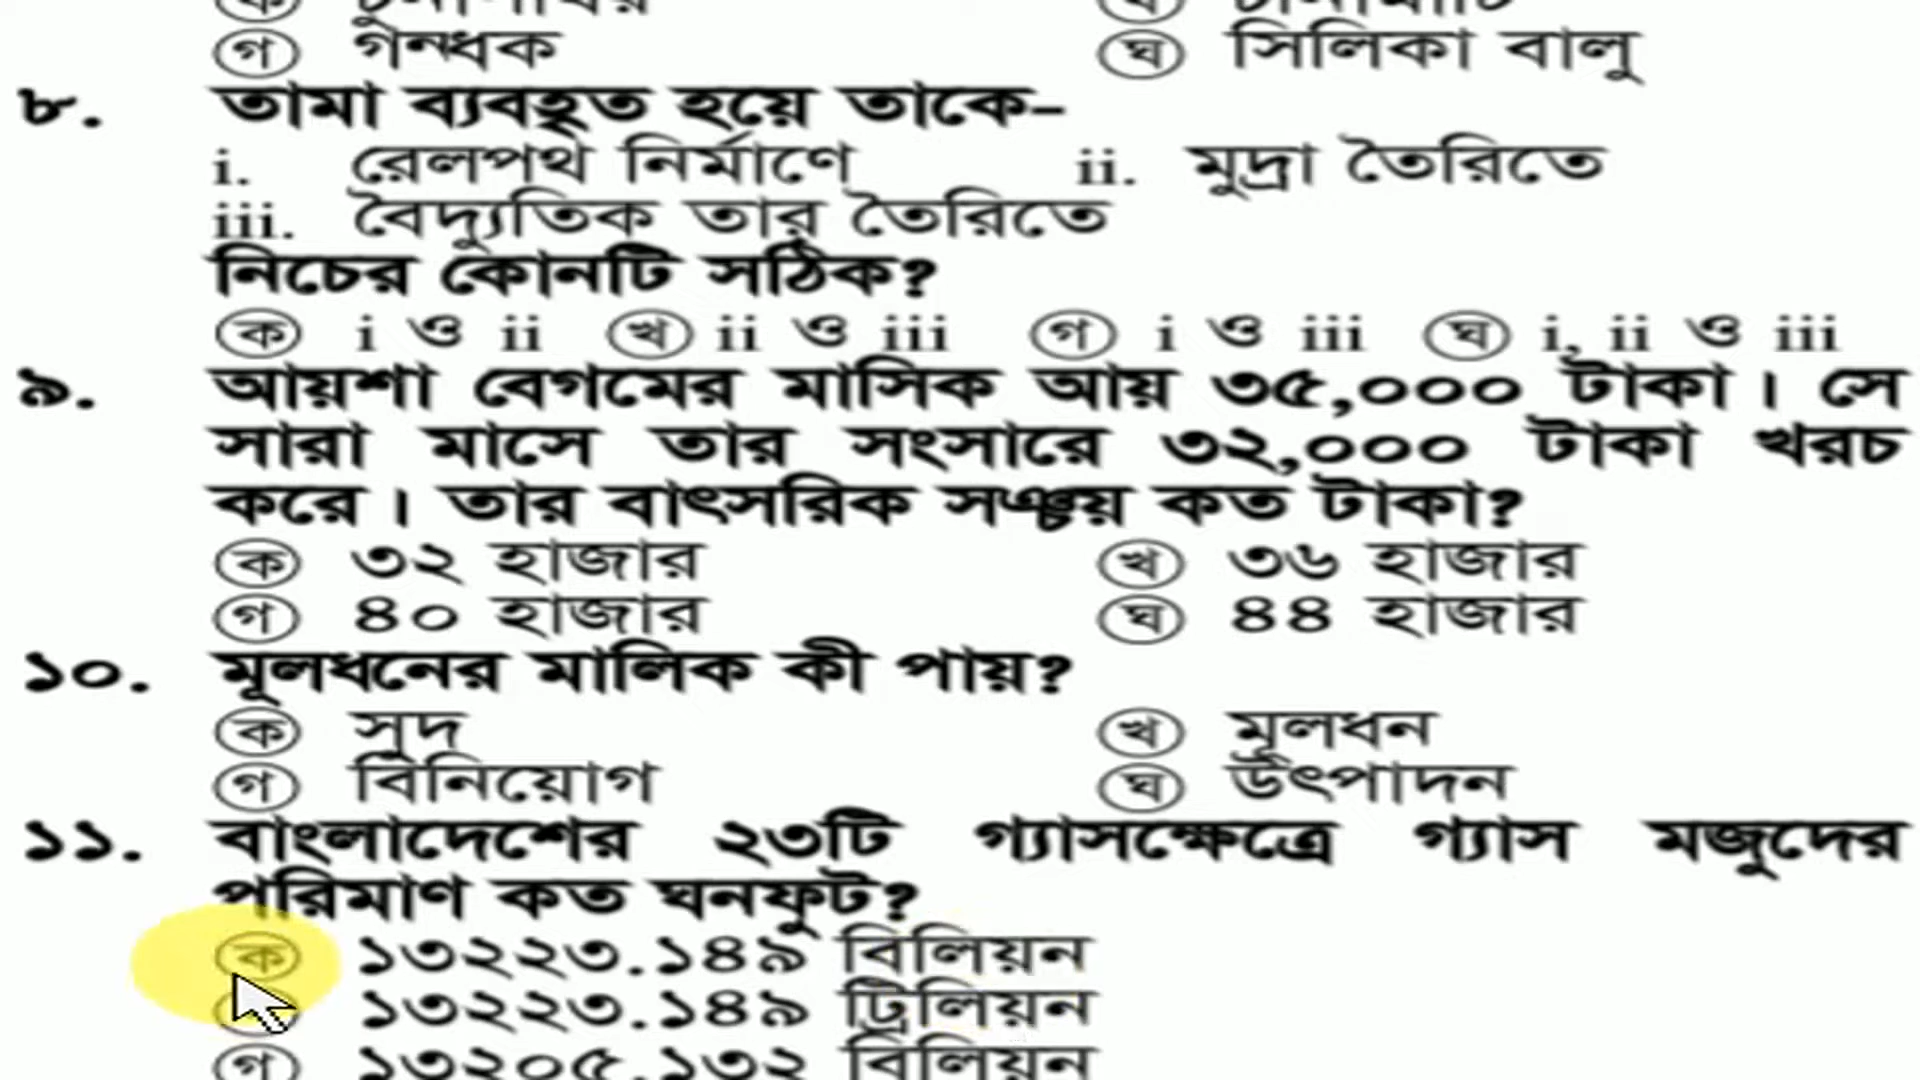 গ গন্ধক ঘ সিলিকা বালু
৮. তামা ব্যবহৃত হয়ে তাকে–
i. রেলপথ নির্মাণে ii. মুদ্রা তৈরিতে
iii. বৈদ্যুতিক তার তৈরিতে
নিচের কোনটি সঠিক?
ক i ও ii খ ii ও iii গ i ও iii ঘ i, ii ও iii
৯. আয়শা বেগমের মাসিক আয় ৩৫,০০০ টাকা। সে
সারা মাসে তার সংসারে ৩২,০০০ টাকা খরচ
করে। তার বাৎসরিক সঞ্চয় কত টাকা?
ক ৩২ হাজার খ ৩৬ হাজার
গ ৪০ হাজার ঘ ৪৪ হাজার
১০. মূলধনের মালিক কী পায়?
ক সুদ খ মূলধন
গ বিনিয়োগ ঘ উৎপাদন
১১. বাংলাদেশের ২৩টি গ্যাসক্ষেত্রে গ্যাস মজুদের
পরিমাণ কত ঘনফুট?
ক ১৩২২৩.১৪৯ বিলিয়ন
১৩২২৩.১৪৯ ট্রিলিয়ন
গ ১৩২০৫.১৩২ বিলিয়ন